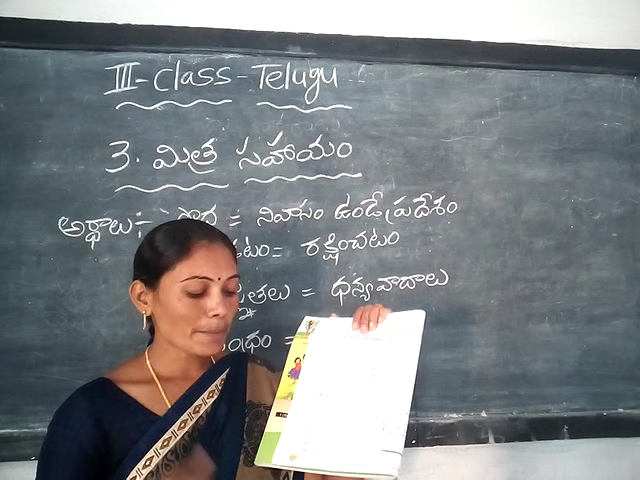 III - class - Telugu
3. మిత్ర సహాయం
అర్థాలు :- = నివాసం ఉండే ప్రదేశం
= రక్షించటం
= ధన్యవాదాలు
=